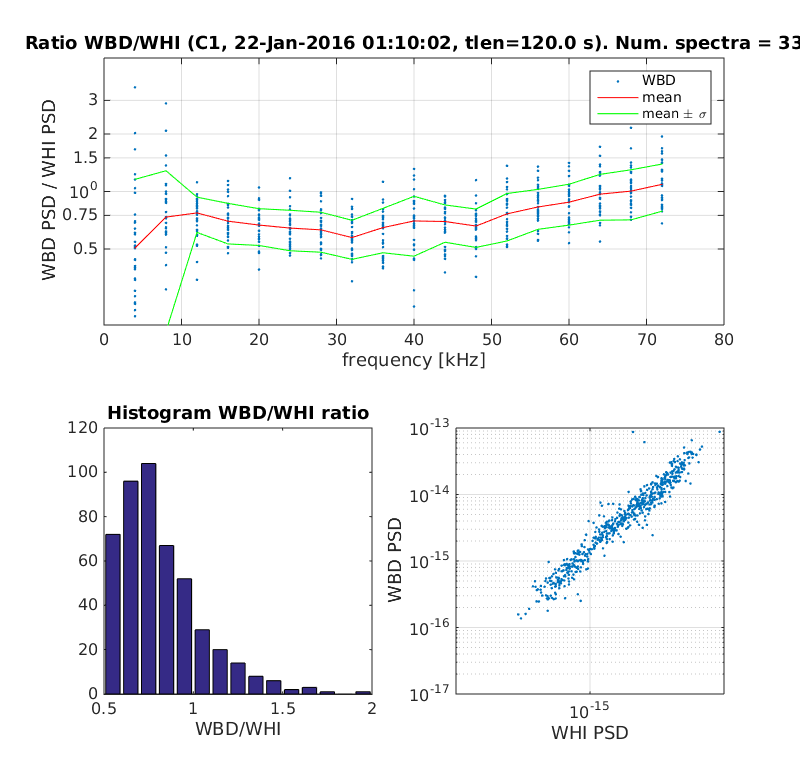 Ratio WBD/WHI (C1, 22-Jan-2016 01:10:02, tlen=120.0 s). Num. spectra = 33
WBD PSD / WHI PSD
3
2
1.5
10^0
0.75
0.5
WBD
mean
mean ± σ
0 10 20 30 40 50 60 70 80
frequency [kHz]
Histogram WBD/WHI ratio
120
100
80
60
40
20
0
0.5 1 1.5 2
WBD/WHI
WBD PSD
10^-13
10^-14
10^-15
10^-16
10^-17
10^-15
WHI PSD